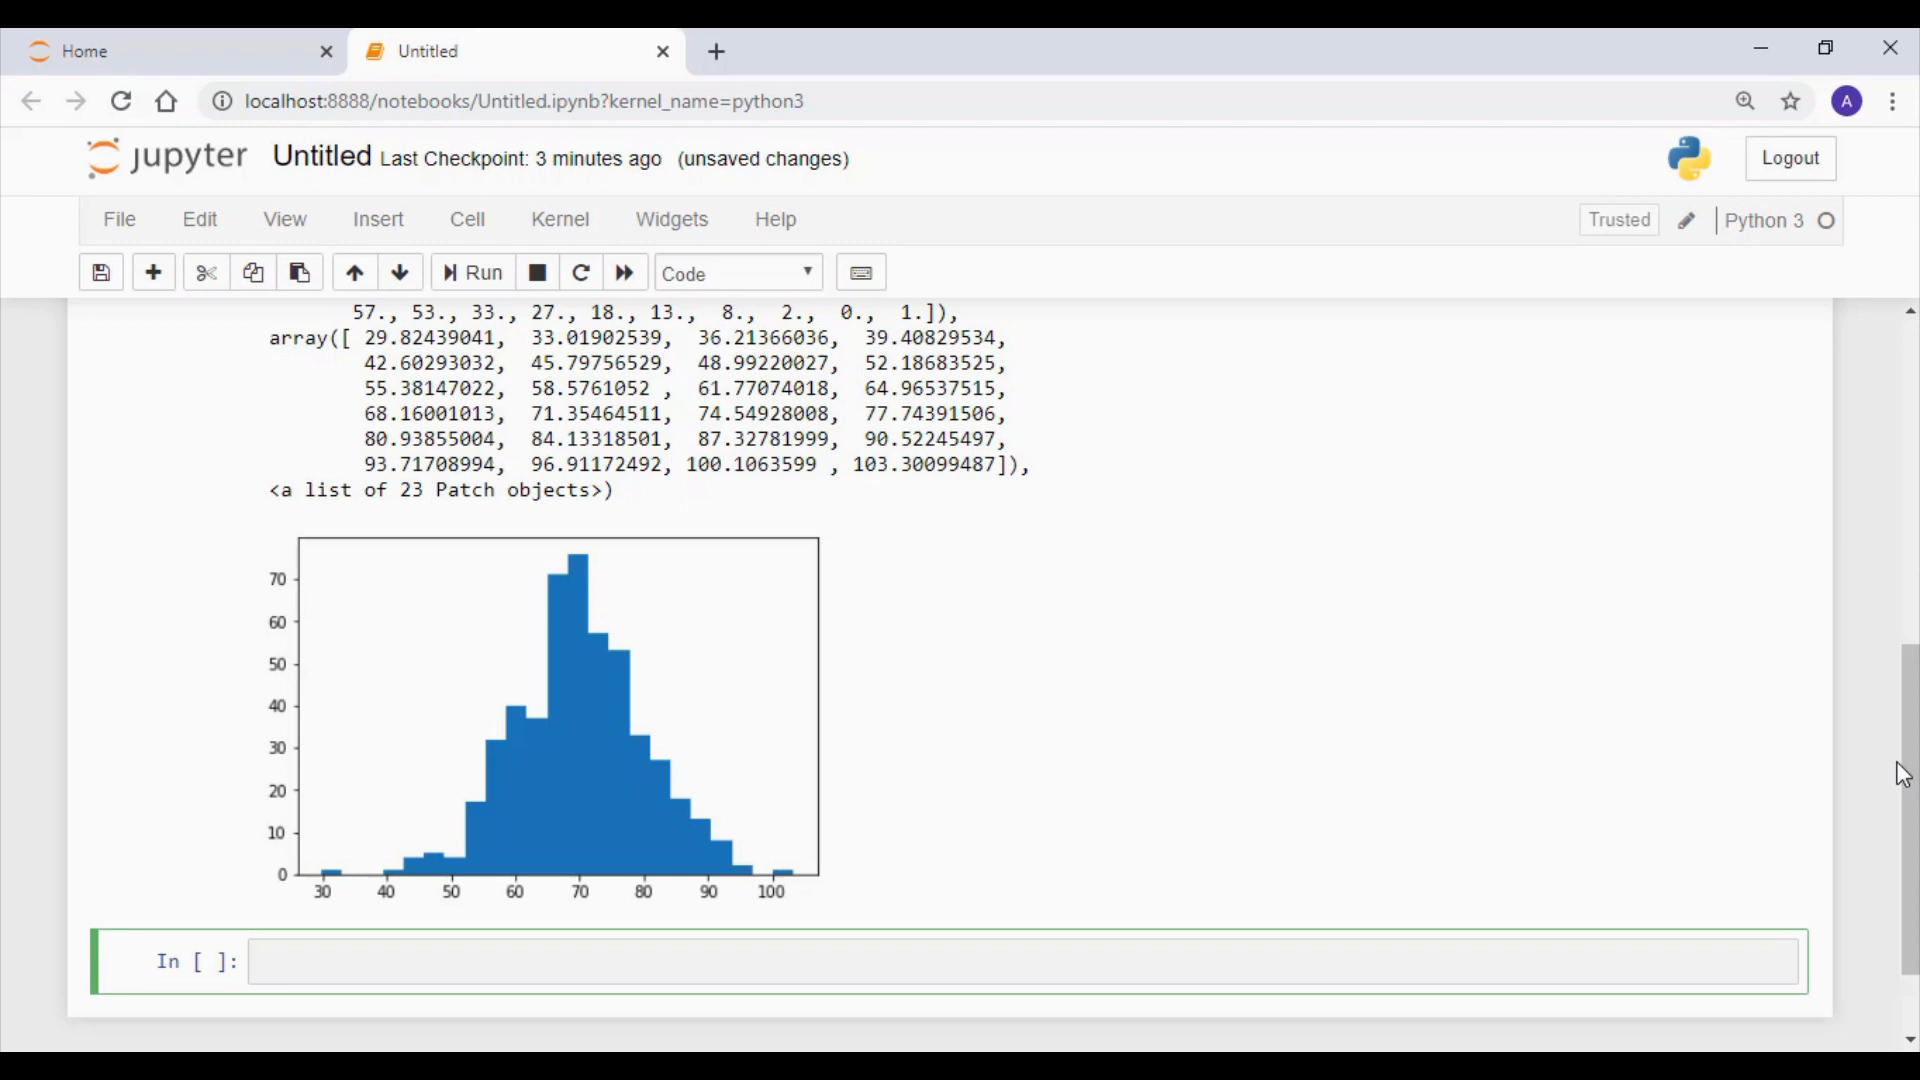 Home
Untitled
localhost:8888/notebooks/Untitled.ipynb?kernel_name=python3
A
jupyter Untitled Last Checkpoint: 3 minutes ago (unsaved changes)
Logout
File Edit View Insert Cell Kernel Widgets Help
Trusted
Python 3
Run
Code
57., 53., 33., 27., 18., 13., 8., 2., 0., 1.]),
array([ 29.82439041, 33.01902539, 36.21366036, 39.40829534,
42.60293032, 45.79756529, 48.99220027, 52.18683525,
55.38147022, 58.5761052 , 61.77074018, 64.96537515,
68.16001013, 71.35464511, 74.54928008, 77.74391506,
80.93855004, 84.13318501, 87.32781999, 90.52245497,
93.71708994, 96.91172492, 100.1063599 , 103.30099487]),
<a list of 23 Patch objects>)
70
60
50
40
30
20
10
0
30 40 50 60 70 80 90 100
In [ ]: